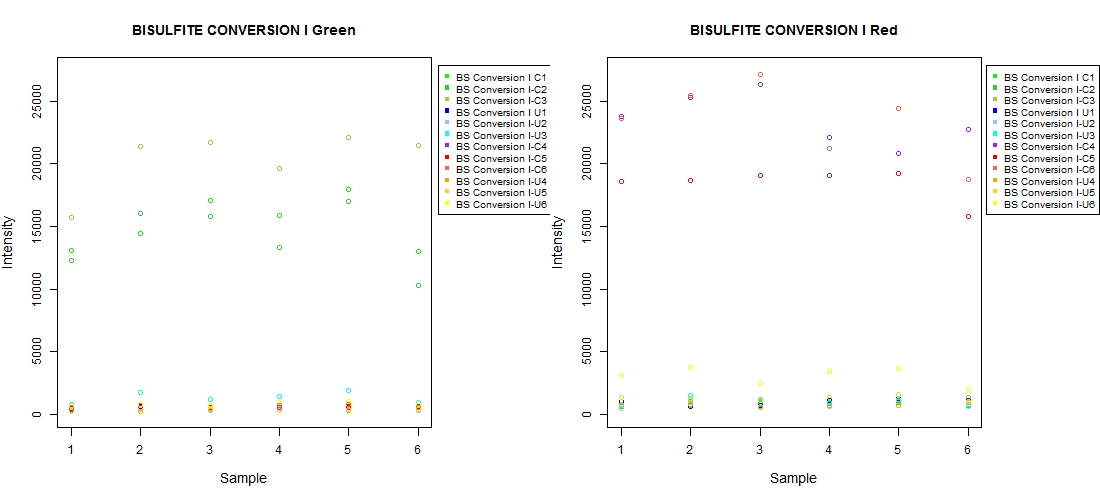 BISULFITE CONVERSION I Green
Intensity
25000
20000
15000
10000
5000
0
1 2 3 4 5 6
Sample
BS Conversion I C1
BS Conversion I-C2
BS Conversion I-C3
BS Conversion I U1
BS Conversion I-U2
BS Conversion I-U3
BS Conversion I-C4
BS Conversion I-C5
BS Conversion I-C6
BS Conversion I-U4
BS Conversion I-U5
BS Conversion I-U6
BISULFITE CONVERSION I Red
Intensity
25000
20000
15000
10000
5000
0
1 2 3 4 5 6
Sample
BS Conversion I C1
BS Conversion I-C2
BS Conversion I-C3
BS Conversion I U1
BS Conversion I-U2
BS Conversion I-U3
BS Conversion I-C4
BS Conversion I-C5
BS Conversion I-C6
BS Conversion I-U4
BS Conversion I-U5
BS Conversion I-U6